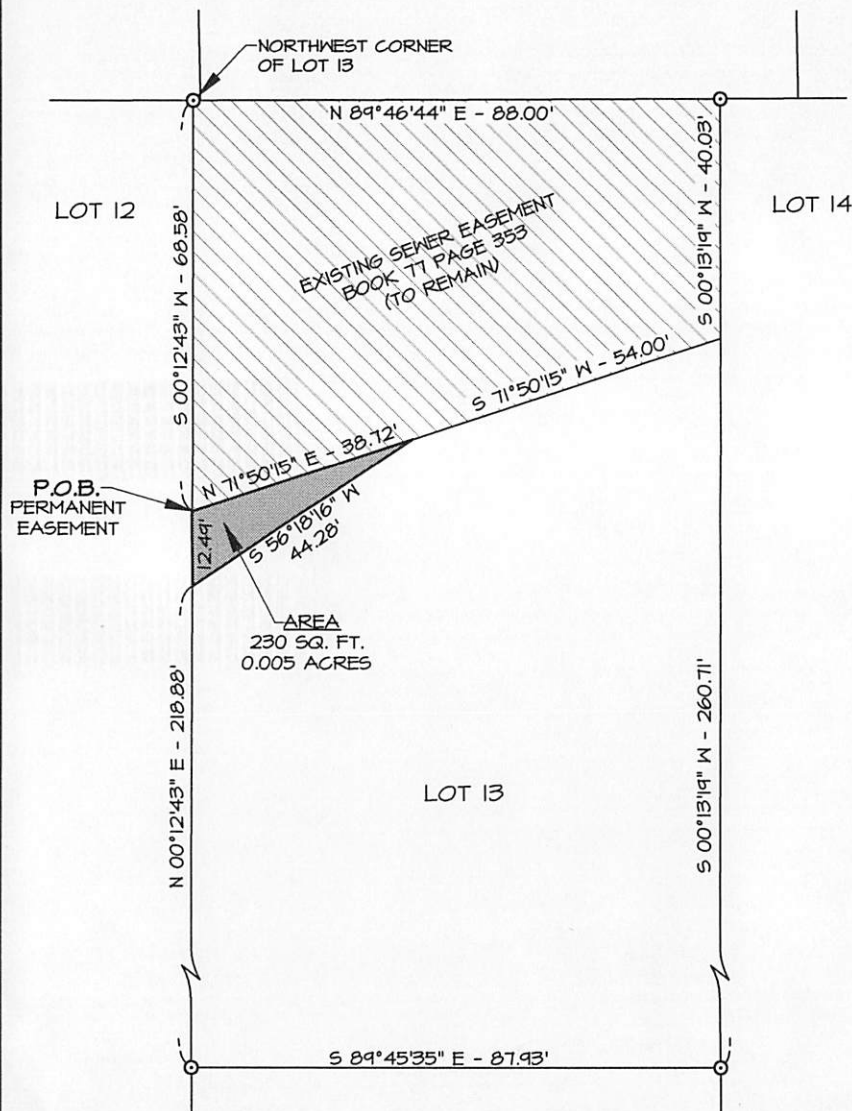 NORTHWEST CORNER
OF LOT 13
N 89°46'44" E - 88.00'
LOT 12
LOT 14
S 00°12'43" W - 68.58'
S 00°13'19" W - 40.03'
EXISTING SEWER EASEMENT
BOOK 77 PAGE 353
(TO REMAIN)
S 71°50'15" W - 54.00'
N 71°50'15" E - 38.72'
P.O.B.
PERMANENT
EASEMENT
12.49'
S 56°18'16" W
44.28'
AREA
230 SQ. FT.
0.005 ACRES
N 00°12'43" E - 218.88'
S 00°13'19" W - 260.71'
LOT 13
S 89°45'35" E - 87.93'